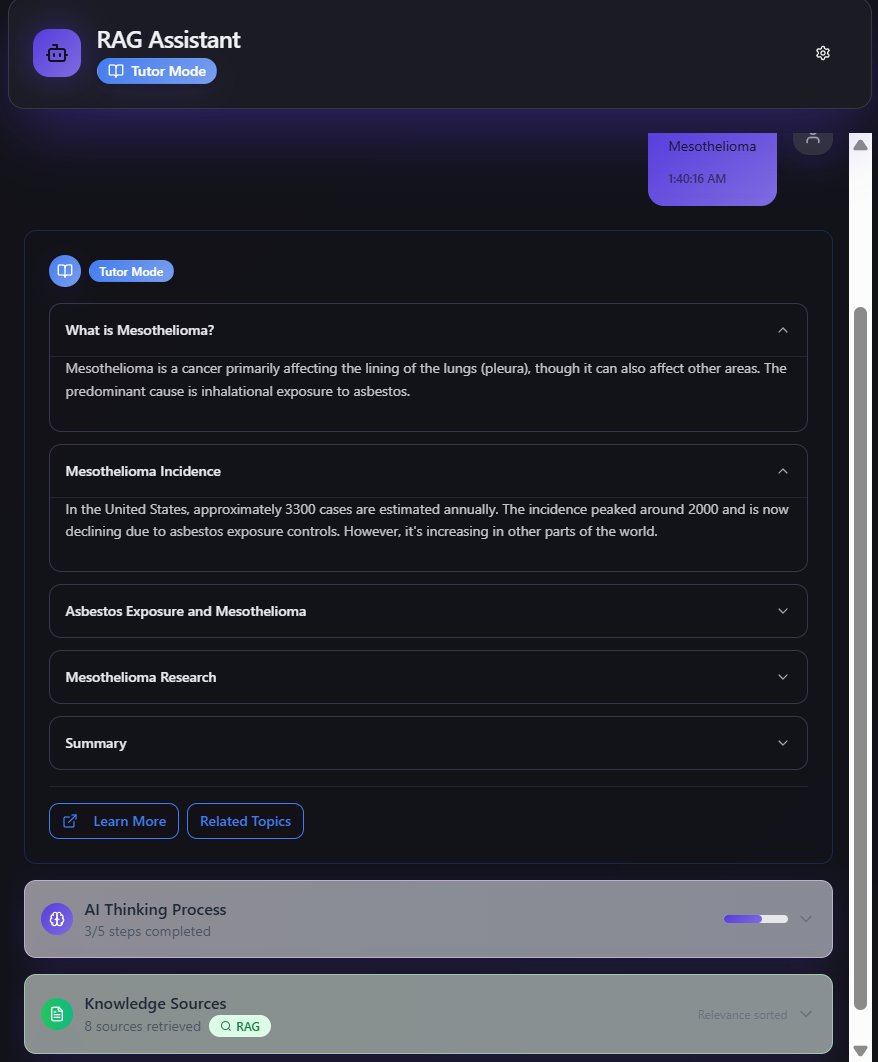 RAG Assistant
Tutor Mode
Mesothelioma
1:40:16 AM
Tutor Mode
What is Mesothelioma?
Mesothelioma is a cancer primarily affecting the lining of the lungs (pleura), though it can also affect other areas. The
predominant cause is inhalational exposure to asbestos.
Mesothelioma Incidence
In the United States, approximately 3300 cases are estimated annually. The incidence peaked around 2000 and is now
declining due to asbestos exposure controls. However, it's increasing in other parts of the world.
Asbestos Exposure and Mesothelioma
Mesothelioma Research
Summary
Learn More
Related Topics
AI Thinking Process
3/5 steps completed
Knowledge Sources
8 sources retrieved
RAG
Relevance sorted